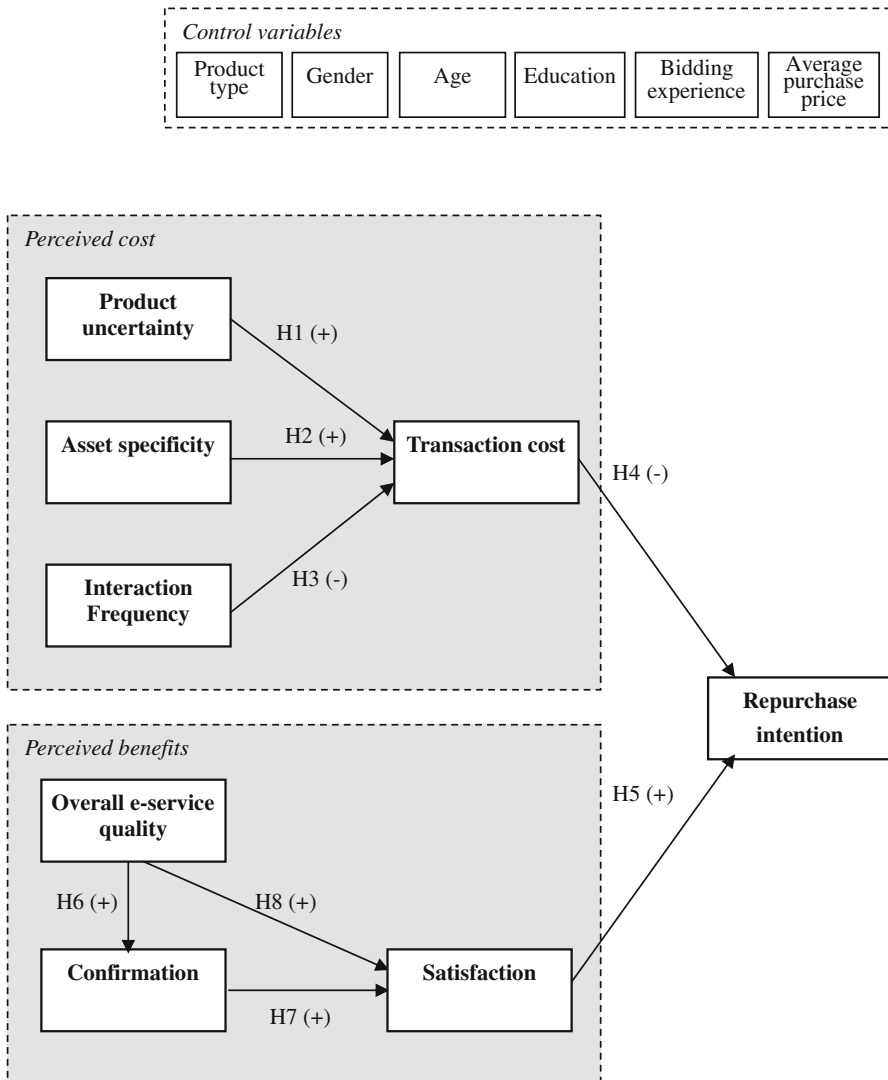 Control variables
Product
type
Gender
Age
Education
Bidding
experience
Average
purchase
price
Perceived cost
Product
uncertainty
H1 (+)
Asset specificity
H2 (+)
Transaction cost
H4 (-)
Interaction
Frequency
H3 (-)
Repurchase
intention
Perceived benefits
Overall e-service
quality
H5 (+)
H6 (+)
H8 (+)
Confirmation
Satisfaction
H7 (+)